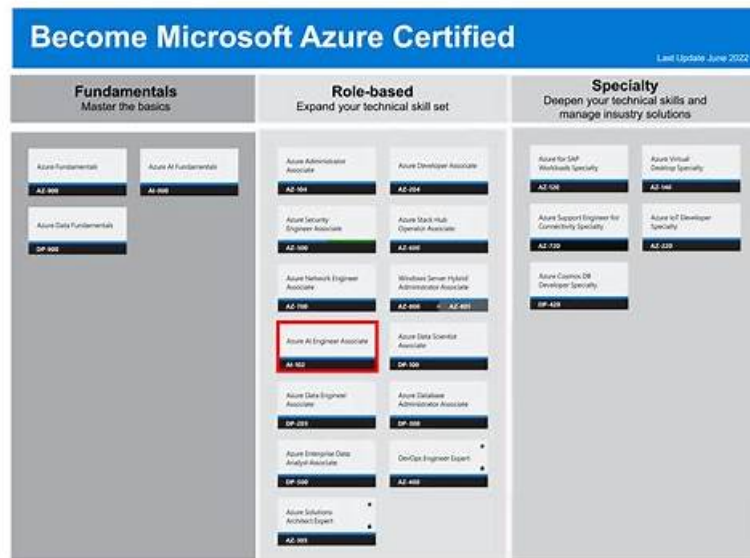 Become Microsoft Azure Certified
Last Update June 2022
Fundamentals
Master the basics
Role-based
Expand your technical skill set
Specialty
Deepen your technical skills and
manage insustry solutions
Azure Fundamentals
AZ-900
Azure AI Fundamentals
AI-900
Azure Data Fundamentals
DP-900
Azure Administrator
Associate
AZ-104
Azure Developer Associate
AZ-204
Azure Security
Engineer Associate
AZ-500
Azure Stack Hub
Operator Associate
AZ-600
Azure Network Engineer
Associate
AZ-700
Windows Server Hybrid
Administrator Associate
AZ-800 + AZ-801
Azure AI Engineer Associate
AI-102
Azure Data Scientist
Associate
DP-100
Azure Data Engineer
Associate
DP-203
Azure Database
Administrator Associate
DP-300
Azure Enterprise Data
Analyst Associate
DP-500
DevOps Engineer Expert
AZ-400
Azure Solutions
Architect Expert
AZ-305
Azure for SAP
Workloads Specialty
AZ-120
Azure Virtual
Desktop Specialty
AZ-140
Azure Support Engineer for
Connectivity Specialty
AZ-720
Azure IoT Developer
Specialty
AZ-220
Azure Cosmos DB
Developer Specialty
DP-420